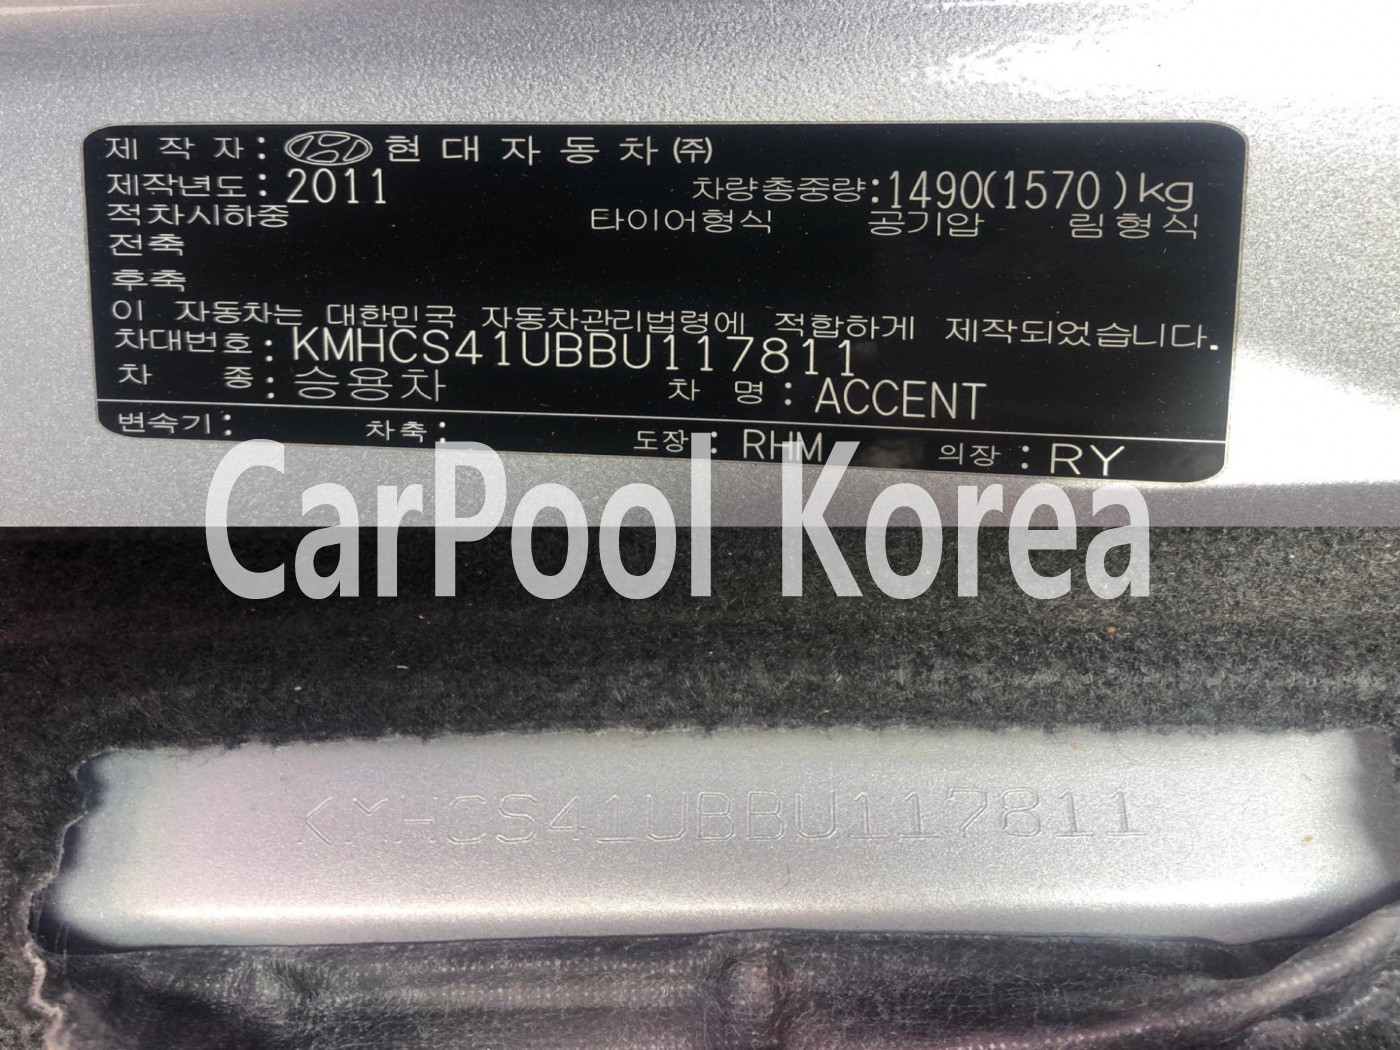 제 작 자 : 현대자동차㈜
제작년도 : 2011 차량총중량 : 1490(1570)kg
적차시하중 타이어형식 공기압 림형식
전축
후축
이 자동차는 대한민국 자동차관리법령에 적합하게 제작되었습니다.
차대번호 : KMHCS41UBBU117811
차 종 : 승용차 차 명 : ACCENT
변속기 : 차축 : 도장 : RHM 의장 : RY
CarPool Korea
KMHCS41UBBU117811